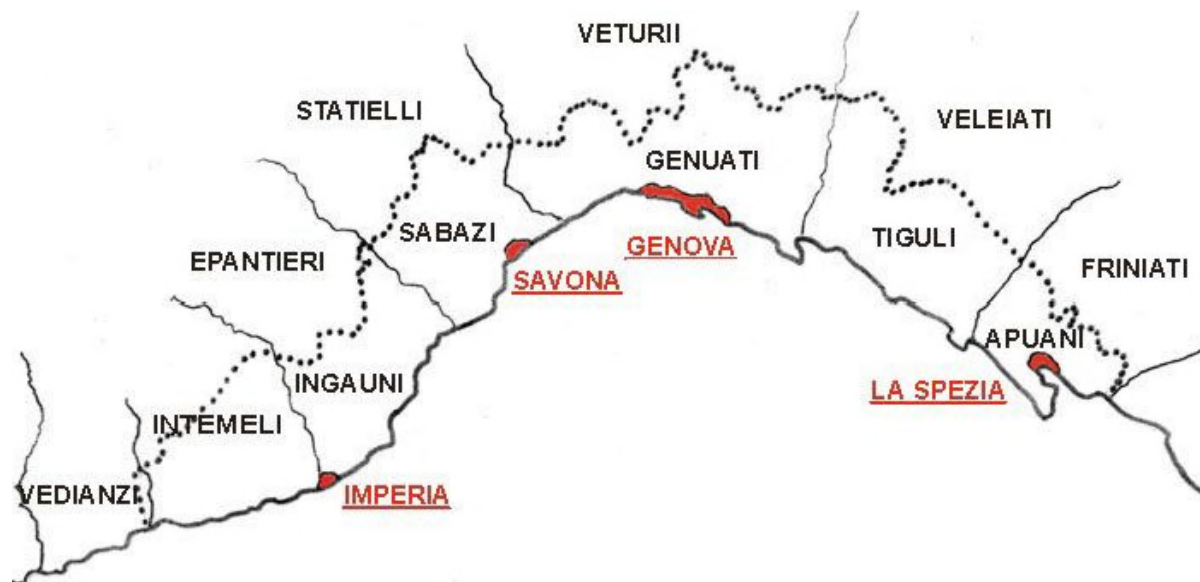 VETURII
STATIELLI
VELEIATI
GENUATI
SABAZI
TIGULI
GENOVA
EPANTIERI
FRINIATI
SAVONA
APUANI
INGAUNI
LA SPEZIA
INTEMELI
VEDIANZI
IMPERIA